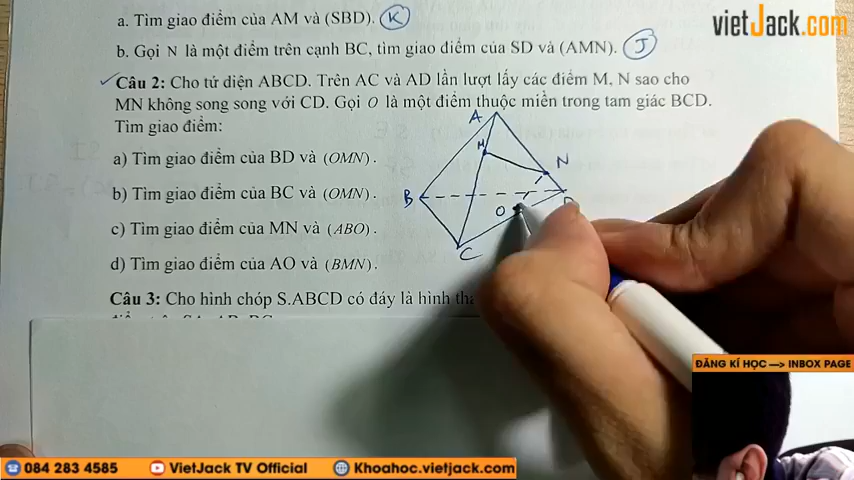 vietJack.com
a. Tìm giao điểm của AM và (SBD). K
b. Gọi N là một điểm trên cạnh BC, tìm giao điểm của SD và (AMN). J
Câu 2: Cho tứ diện ABCD. Trên AC và AD lần lượt lấy các điểm M, N sao cho
MN không song song với CD. Gọi O là một điểm thuộc miền trong tam giác BCD.
Tìm giao điểm:
A
M
N
a) Tìm giao điểm của BD và (OMN).
b) Tìm giao điểm của BC và (OMN).
B
O
c) Tìm giao điểm của MN và (ABO).
C
d) Tìm giao điểm của AO và (BMN).
Câu 3: Cho hình chóp S.ABCD có đáy là hình
ĐĂNG KÍ HỌC —> INBOX PAGE
084 283 4585 VietJack TV Official Khoahoc.vietjack.com